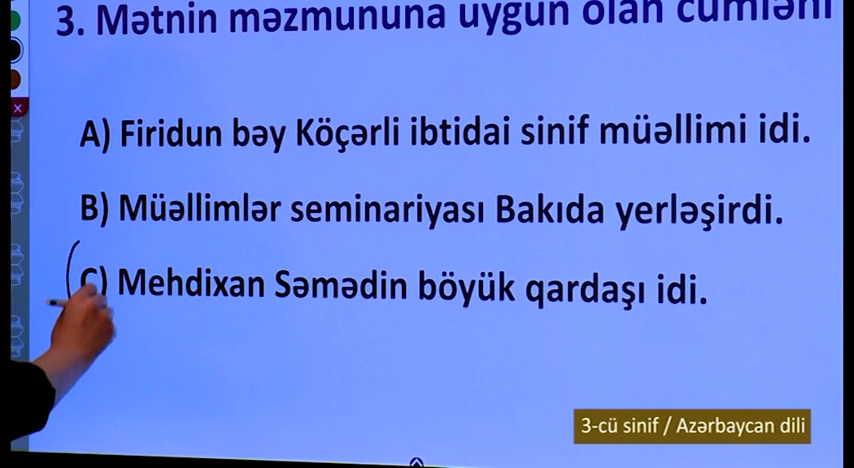 3. Mətnin məzmununa uyğun olan cümləni
A) Firidun bəy Köçərli ibtidai sinif müəllimi idi.
B) Müəllimlər seminariyası Bakıda yerləşirdi.
C) Mehdixan Səmədin böyük qardaşı idi.
3-cü sinif / Azərbaycan dili